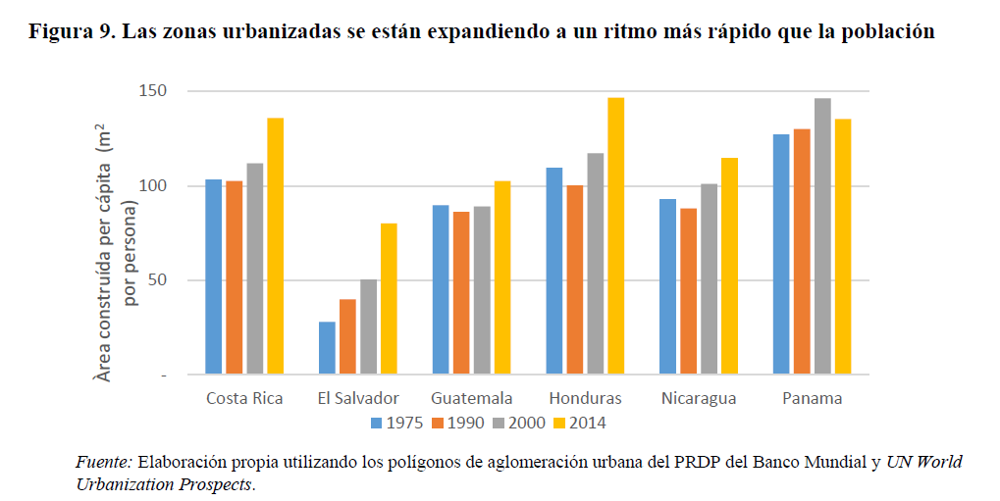 Figura 9. Las zonas urbanizadas se están expandiendo a un ritmo más rápido que la población
Àrea construída per cápita (m²
por persona)
150
100
50
-
Costa Rica El Salvador Guatemala Honduras Nicaragua Panama
1975 1990 2000 2014
Fuente: Elaboración propia utilizando los polígonos de aglomeración urbana del PRDP del Banco Mundial y UN World
Urbanization Prospects.